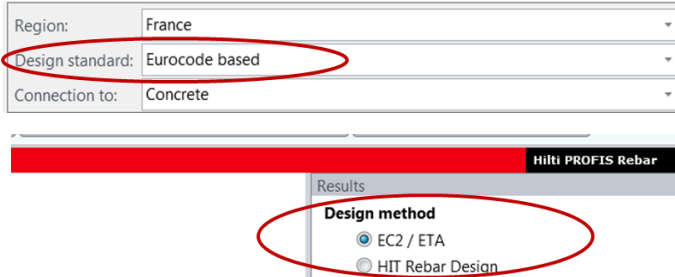 Region: France
Design standard: Eurocode based
Connection to: Concrete
Hilti PROFIS Rebar
Results
Design method
EC2 / ETA
HIT Rebar Design